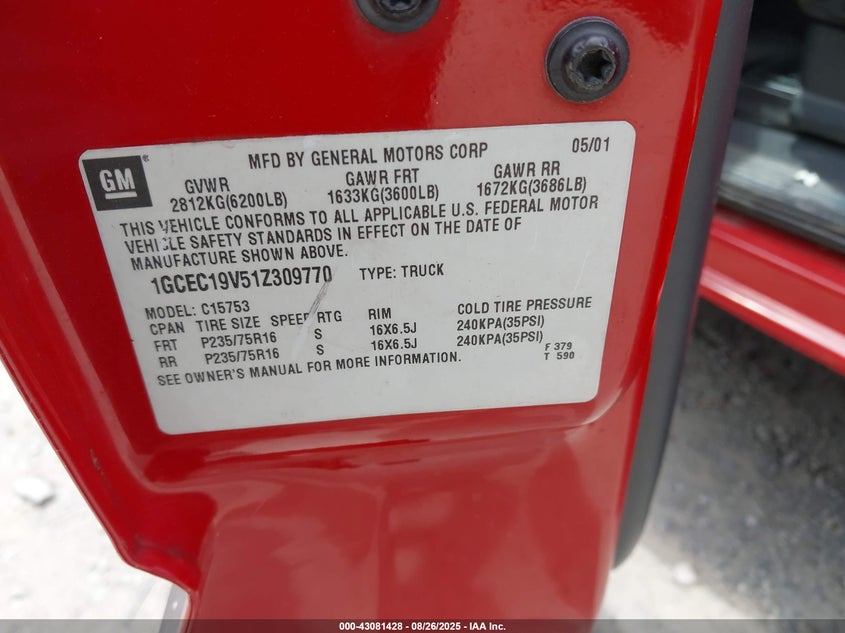 GM
MFD BY GENERAL MOTORS CORP 05/01
GVWR GAWR FRT GAWR RR
2812KG(6200LB) 1633KG(3600LB) 1672KG(3686LB)
THIS VEHICLE CONFORMS TO ALL APPLICABLE U.S. FEDERAL MOTOR
VEHICLE SAFETY STANDARDS IN EFFECT ON THE DATE OF
MANUFACTURE SHOWN ABOVE.
1GCEC19V51Z309770 TYPE: TRUCK
MODEL: C15753
CPAN TIRE SIZE SPEED RTG RIM COLD TIRE PRESSURE
FRT P235/75R16 S 16X6.5J 240KPA(35PSI)
RR P235/75R16 S 16X6.5J 240KPA(35PSI)
SEE OWNER'S MANUAL FOR MORE INFORMATION.
F 379
T 590
000-43081428 - 08/26/2025 - IAA Inc.